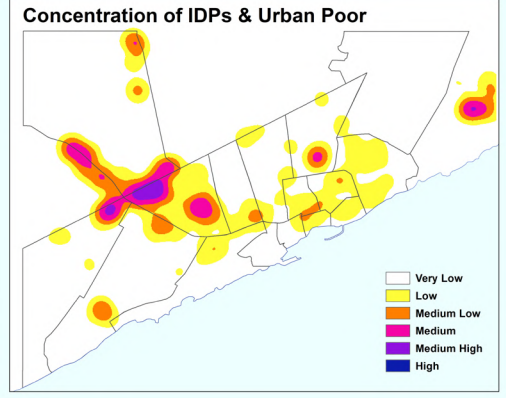 Concentration of IDPs & Urban Poor
Very Low
Low
Medium Low
Medium
Medium High
High